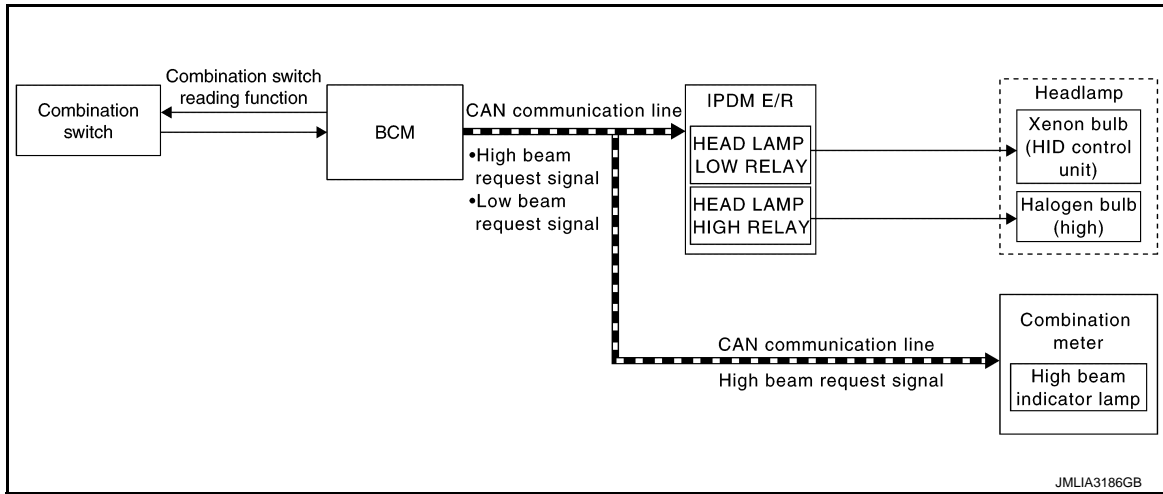 Combination
switch
Combination switch
reading function
BCM
CAN communication line
•High beam
request signal
•Low beam
request signal
IPDM E/R
HEAD LAMP
LOW RELAY
HEAD LAMP
HIGH RELAY
Headlamp
Xenon bulb
(HID control
unit)
Halogen bulb
(high)
CAN communication line
High beam request signal
Combination
meter
High beam
indicator lamp
JMLIA3186GB